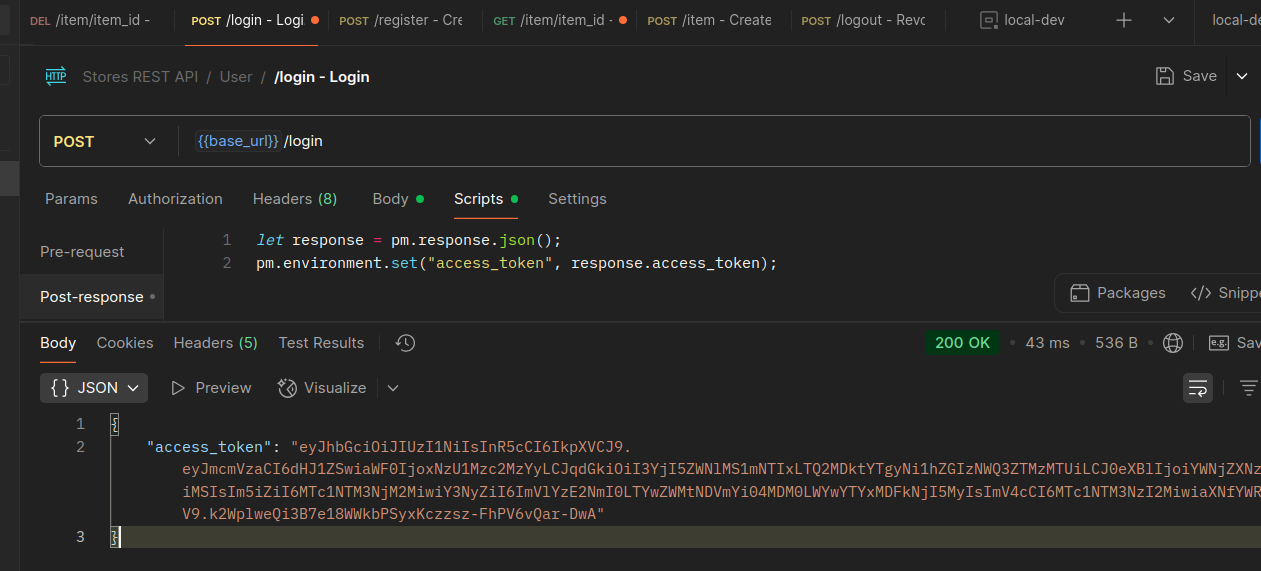 DEL /item/item_id - POST /login - Logi POST /register - Cre GET /item/item_id - POST /item - Create POST /logout - Revo local-dev local-de
HTTP Stores REST API / User / /login - Login Save
POST {{base_url}} /login
Params Authorization Headers (8) Body Scripts Settings
Pre-request
Post-response
1 let response = pm.response.json();
2 pm.environment.set("access_token", response.access_token);
Packages </> Snippe
Body Cookies Headers (5) Test Results 200 OK 43 ms 536 B e.g. Sav
{} JSON Preview Visualize
1 {
2 "access_token": "eyJhbGciOiJIUzI1NiIsInR5cCI6IkpXVCJ9.
eyJmcmVzaCI6dHJ1ZSwiaWF0IjoxNzU1Mzc2MzYyLCJqdGkiOiI3YjI5ZWNlMS1mNTIxLTQ2MDktYTgyNi1hZGIzNWQ3ZTMzMTUiLCJ0eXBlIjoiYWNjZXNz
iMSIsIm5iZiI6MTc1NTM3NjM2MiwiY3NyZiI6ImVlYzE2NmI0LTYwZWMtNDVmYi04MDM0LWYwYTYxMDFkNjI5MyIsImV4cCI6MTc1NTM3NzI2MiwiaXNfYWR
V9.k2WplweQi3B7e18WWkbPSyxKczzsz-FhPV6vQar-DwA"
3 }